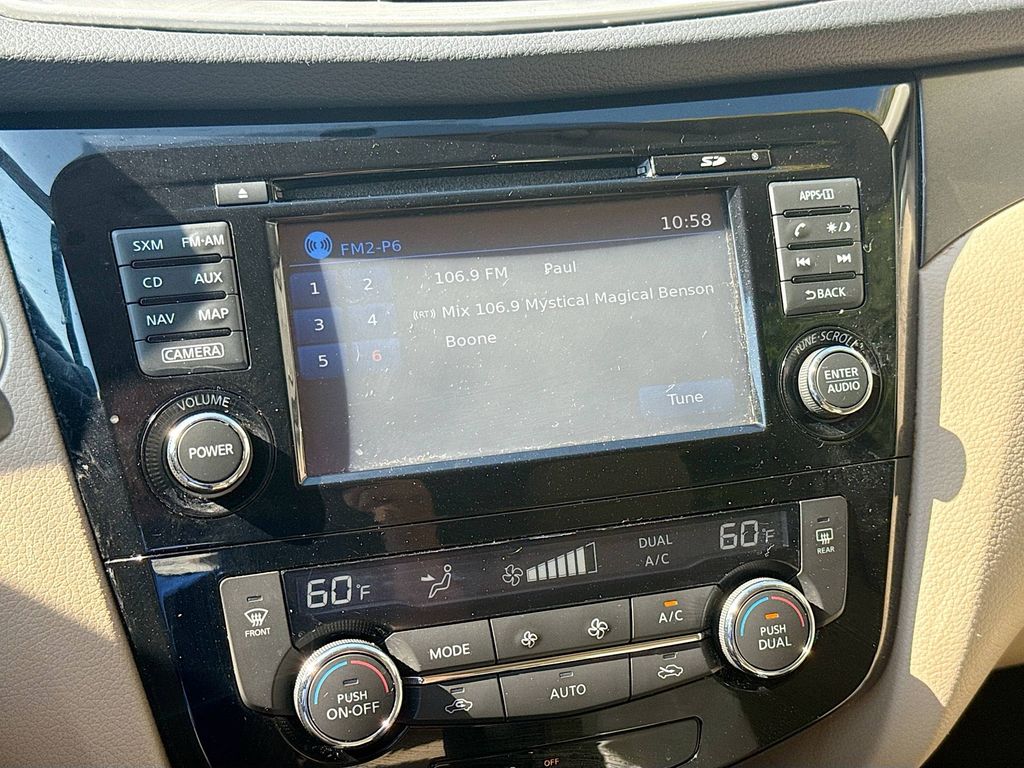 SD
APPS·i
SXM FM·AM
CD AUX
NAV MAP
CAMERA
BACK
10:58
FM2-P6
106.9 FM Paul
((RT)) Mix 106.9 Mystical Magical Benson
Boone
1 2
3 4
5 6
Tune
VOLUME
POWER
TUNE·SCROLL
ENTER
AUDIO
60°F
DUAL
A/C
60°F
FRONT
REAR
MODE
A/C
AUTO
PUSH
ON·OFF
PUSH
DUAL
OFF